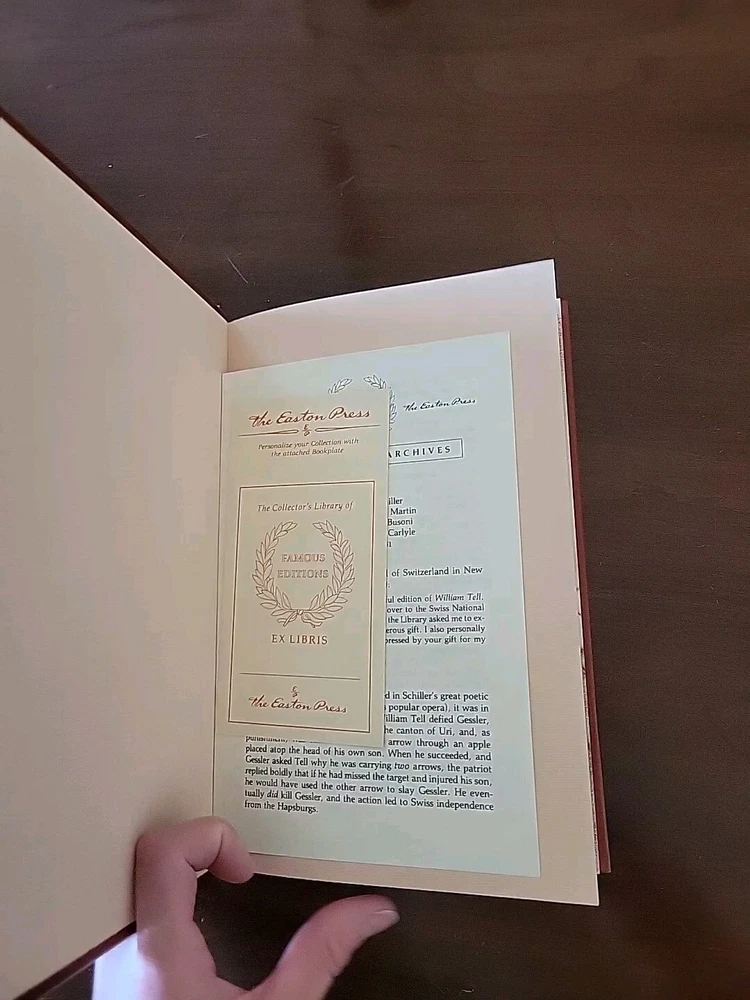 The Easton Press
Personalize your Collection with
the attached Bookplate
The Collector's Library of
FAMOUS
EDITIONS
EX LIBRIS
The Easton Press
The Easton Press
ARCHIVES
Martin
Busoni
Carlyle
of Switzerland in New
edition of William Tell.
over to the Swiss National
the Library asked me to ex-
gift. I also personally
by your gift for my
in Schiller's great poetic
popular opera), it was in
William Tell defied Gessler,
the canton of Uri, and, as
arrow through an apple
placed atop the head of his own son. When he succeeded, and
Gessler asked Tell why he was carrying two arrows, the patriot
replied boldly that if he had missed the target and injured his son,
he would have used the other arrow to slay Gessler. He even-
tually did kill Gessler, and the action led to Swiss independence
from the Hapsburgs.